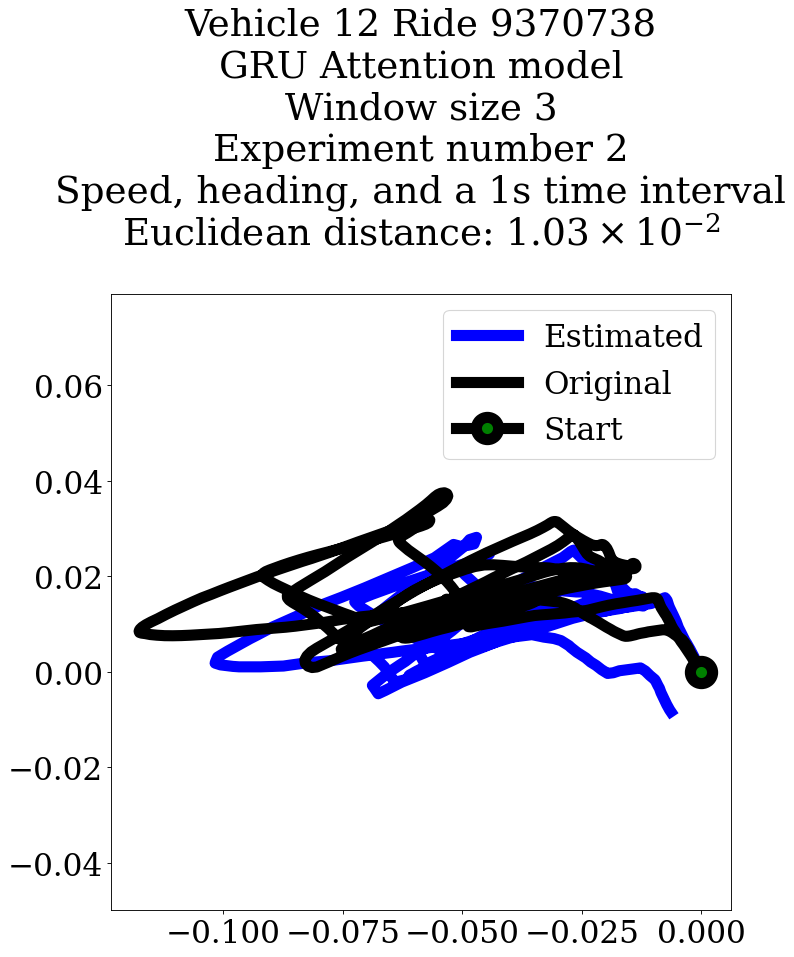 Vehicle 12 Ride 9370738
GRU Attention model
Window size 3
Experiment number 2
Speed, heading, and a 1s time interval
Euclidean distance: 1.03 × 10⁻²
Estimated
Original
Start
0.06
0.04
0.02
0.00
−0.02
−0.04
−0.100 −0.075 −0.050 −0.025 0.000